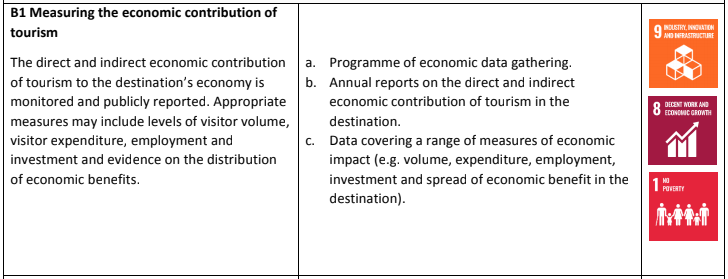 B1 Measuring the economic contribution of
tourism
The direct and indirect economic contribution
of tourism to the destination’s economy is
monitored and publicly reported. Appropriate
measures may include levels of visitor volume,
visitor expenditure, employment and
investment and evidence on the distribution
of economic benefits.
a. Programme of economic data gathering.
b. Annual reports on the direct and indirect
economic contribution of tourism in the
destination.
c. Data covering a range of measures of economic
impact (e.g. volume, expenditure, employment,
investment and spread of economic benefit in the
destination).
9 INDUSTRY, INNOVATION
AND INFRASTRUCTURE
8 DECENT WORK AND
ECONOMIC GROWTH
1 NO
POVERTY